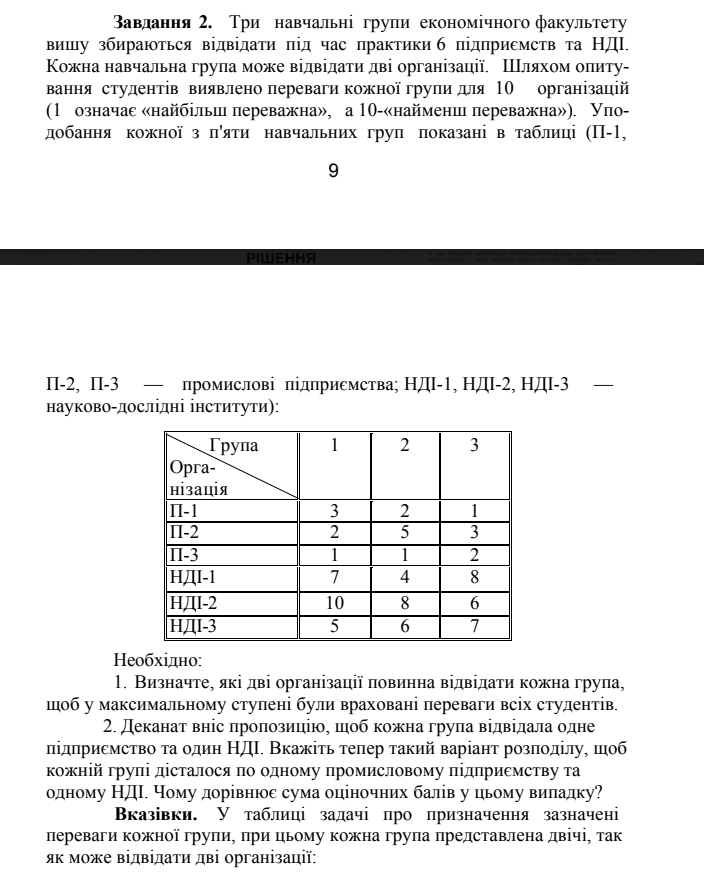 Завдання 2. Три навчальні групи економічного факультету
вишу збираються відвідати під час практики 6 підприємств та НДІ.
Кожна навчальна група може відвідати дві організації. Шляхом опиту-
вання студентів виявлено переваги кожної групи для 10 організацій
(1 означає «найбільш переважна», а 10-«найменш переважна»). Упо-
добання кожної з п'яти навчальних груп показані в таблиці (П-1,
9
РІШЕННЯ
П-2, П-3 — промислові підприємства; НДІ-1, НДІ-2, НДІ-3 —
науково-дослідні інститути):
Група 1 2 3
Орга-
нізація
П-1 3 2 1
П-2 2 5 3
П-3 1 1 2
НДІ-1 7 4 8
НДІ-2 10 8 6
НДІ-3 5 6 7
Необхідно:
1. Визначте, які дві організації повинна відвідати кожна група,
щоб у максимальному ступені були враховані переваги всіх студентів.
2. Деканат вніс пропозицію, щоб кожна група відвідала одне
підприємство та один НДІ. Вкажіть тепер такий варіант розподілу, щоб
кожній групі дісталося по одному промисловому підприємству та
одному НДІ. Чому дорівнює сума оціночних балів у цьому випадку?
Вказівки. У таблиці задачі про призначення зазначені
переваги кожної групи, при цьому кожна група представлена двічі, так
як може відвідати дві організації: